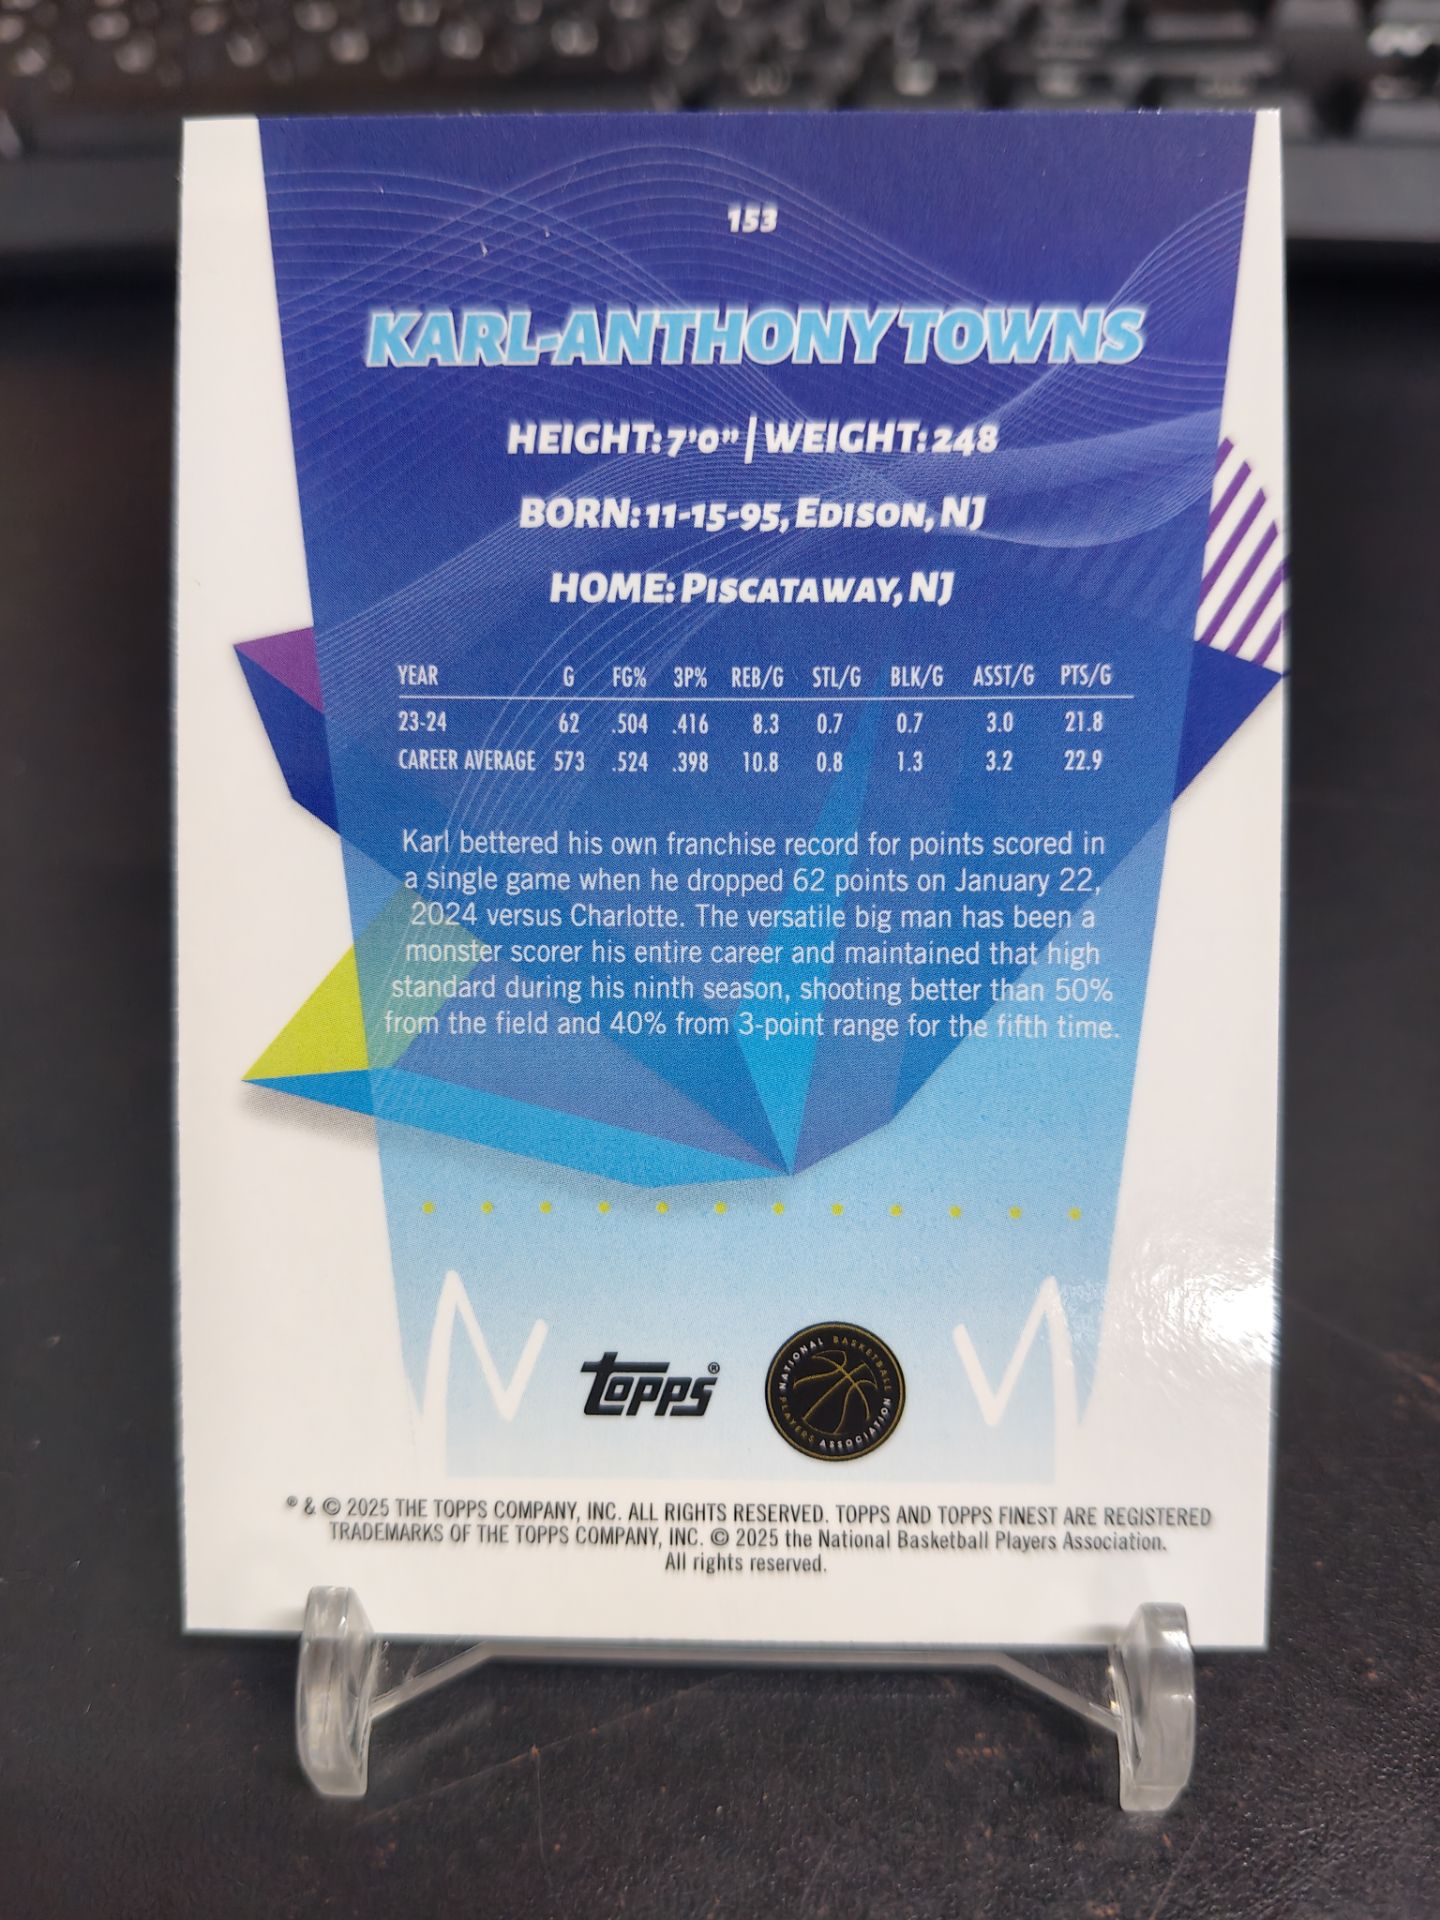 153
KARL-ANTHONY TOWNS
HEIGHT: 7'0" | WEIGHT: 248
BORN: 11-15-95, EDISON, NJ
HOME: PISCATAWAY, NJ
YEAR G FG% 3P% REB/G STL/G BLK/G ASST/G PTS/G
23-24 62 .504 .416 8.3 0.7 0.7 3.0 21.8
CAREER AVERAGE 573 .524 .398 10.8 0.8 1.3 3.2 22.9
Karl bettered his own franchise record for points scored in
a single game when he dropped 62 points on January 22,
2024 versus Charlotte. The versatile big man has been a
monster scorer his entire career and maintained that high
standard during his ninth season, shooting better than 50%
from the field and 40% from 3-point range for the fifth time.
topps®
NATIONAL BASKETBALL
PLAYERS ASSOCIATION
® & © 2025 THE TOPPS COMPANY, INC. ALL RIGHTS RESERVED. TOPPS AND TOPPS FINEST ARE REGISTERED
TRADEMARKS OF THE TOPPS COMPANY, INC. © 2025 the National Basketball Players Association.
All rights reserved.